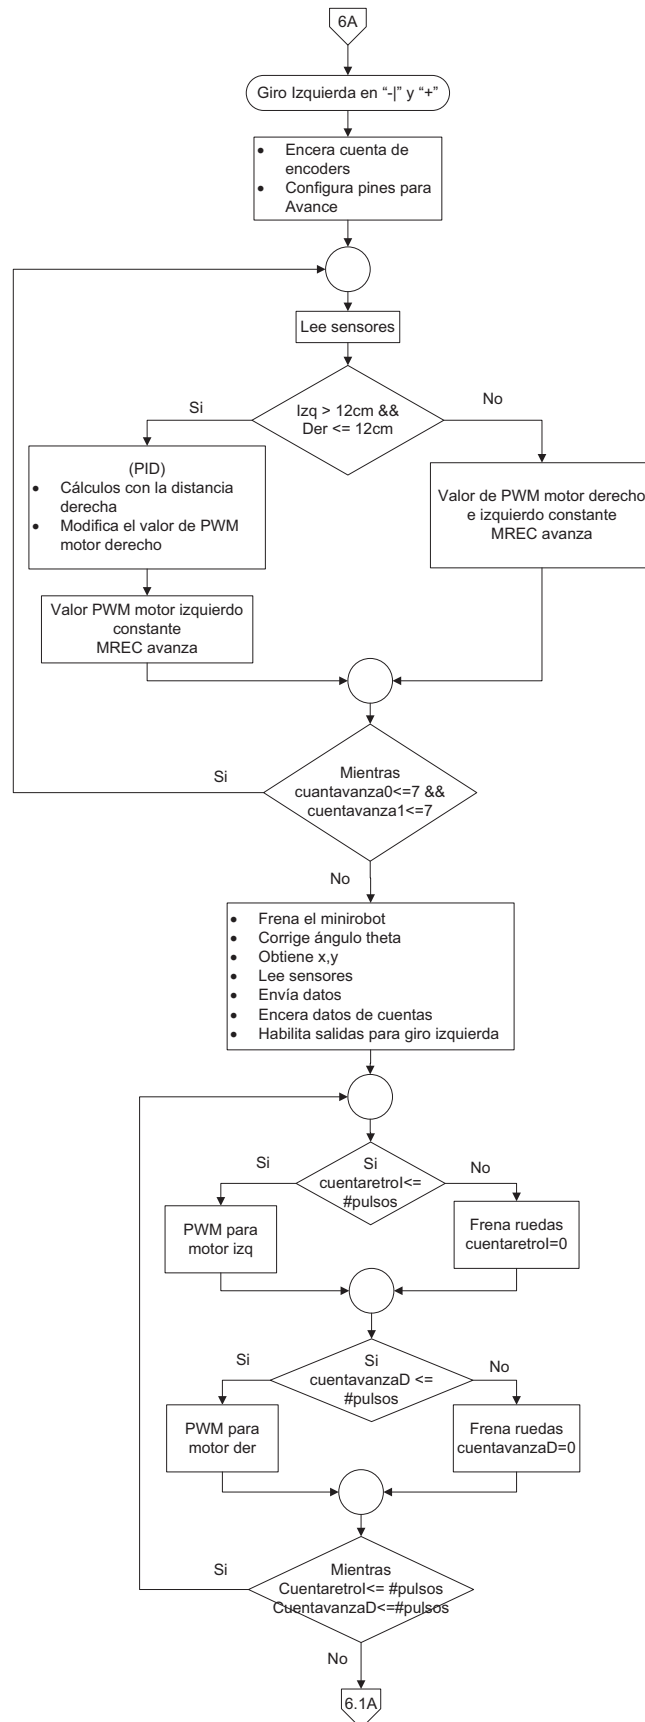 6A
Giro Izquierda en “-|” y “+”
• Encera cuenta de
encoders
• Configura pines para
Avance
Lee sensores
Si
Izq > 12cm &&
Der <= 12cm
No
(PID)
• Cálculos con la distancia
derecha
• Modifica el valor de PWM
motor derecho
Valor de PWM motor derecho
e izquierdo constante
MREC avanza
Valor PWM motor izquierdo
constante
MREC avanza
Si
Mientras
cuantavanza0<=7 &&
cuentavanza1<=7
No
• Frena el minirobot
• Corrige ángulo theta
• Obtiene x,y
• Lee sensores
• Envía datos
• Encera datos de cuentas
• Habilita salidas para giro izquierda
Si
Si
cuentaretroI<=
#pulsos
No
PWM para
motor izq
Frena ruedas
cuentaretroI=0
Si
Si
cuentavanzaD <=
#pulsos
No
PWM para
motor der
Frena ruedas
cuentavanzaD=0
Si
Mientras
CuentaretroI<= #pulsos
CuentavanzaD<=#pulsos
No
6.1A